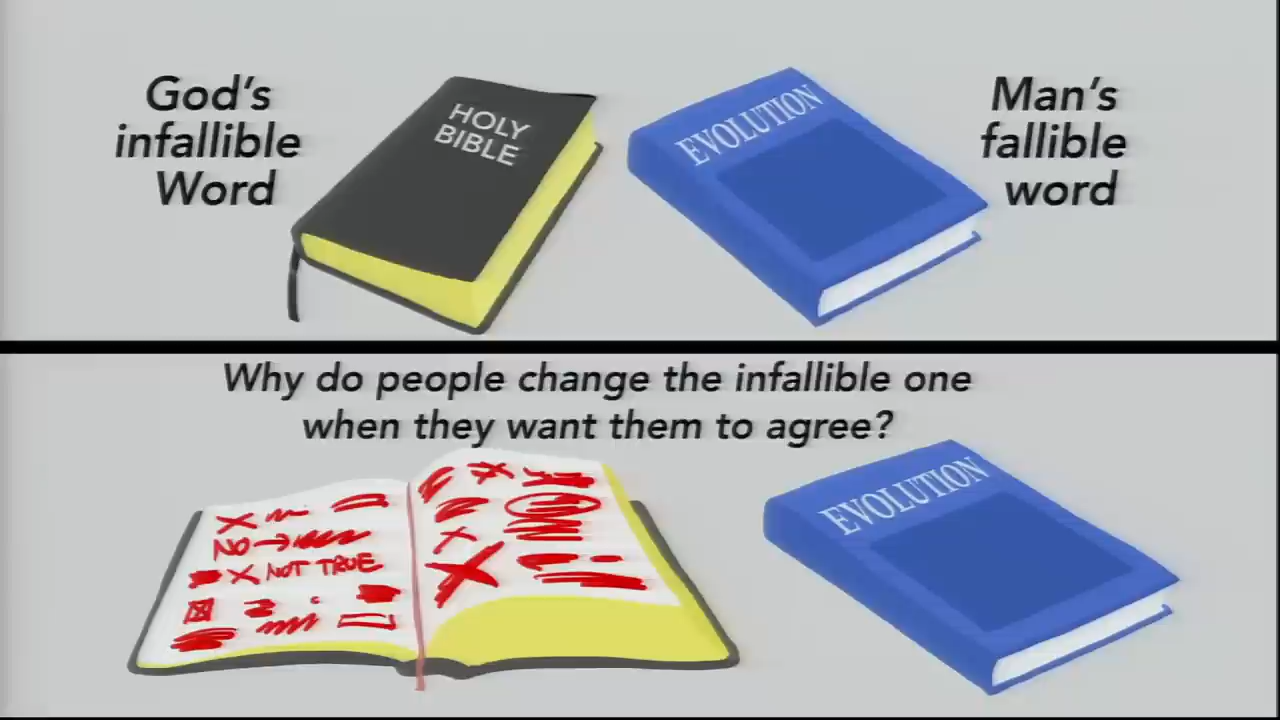 God's
infallible
Word
HOLY
BIBLE
EVOLUTION
Man's
fallible
word
Why do people change the infallible one
when they want them to agree?
NO
NOT TRUE
EVOLUTION